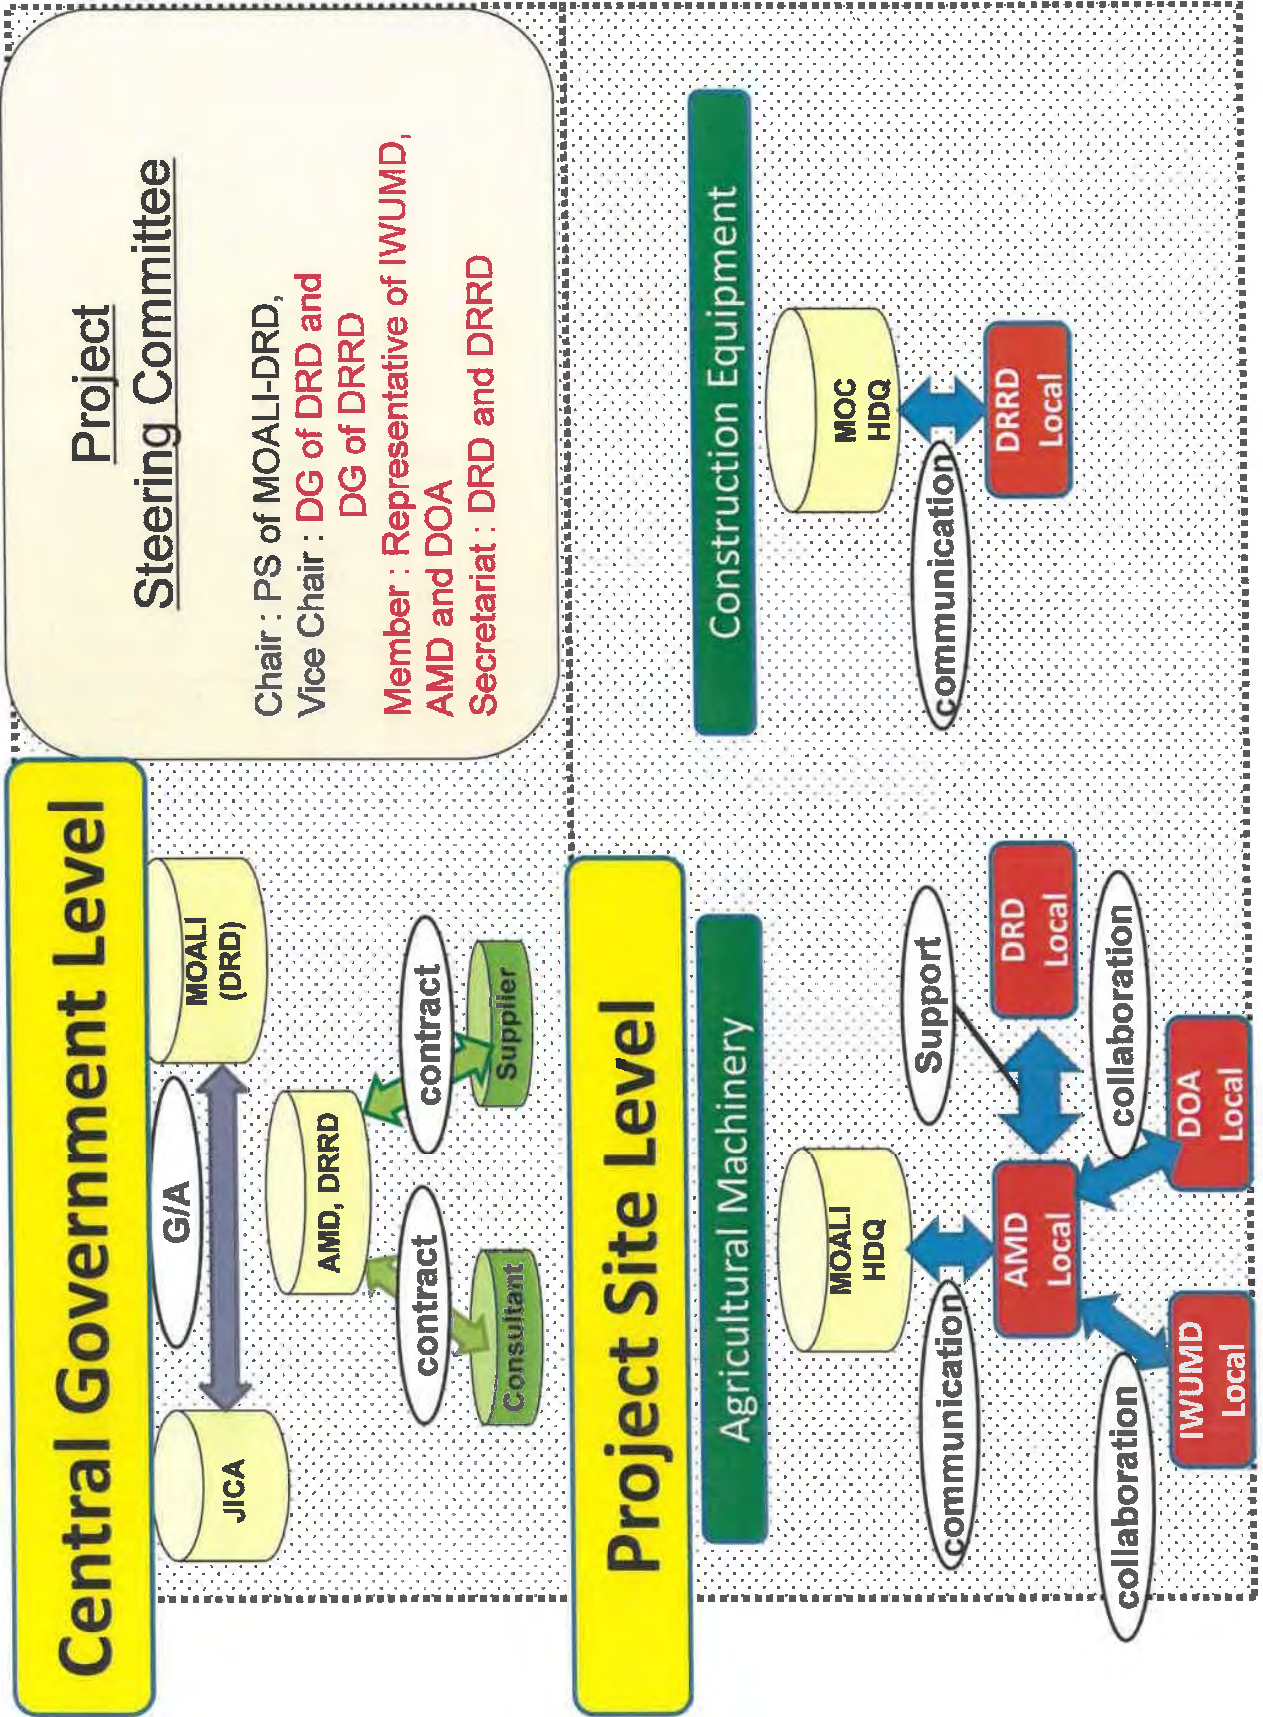 Central Government Level
Project
Steering Committee
Chair : PS of MOALI-DRD,
Vice Chair : DG of DRD and
DG of DRRD
Member : Representative of IWUMD,
AMD and DOA
Secretariat : DRD and DRRD
G/A
JICA
MOALI
(DRD)
AMD, DRRD
contract
contract
Consultant
Supplier
Project Site Level
Agricultural Machinery
MOALI
HDQ
communication
Support
AMD
Local
DRD
Local
collaboration
collaboration
IWUMD
Local
DOA
Local
Construction Equipment
MOC
HDQ
communication
DRRD
Local